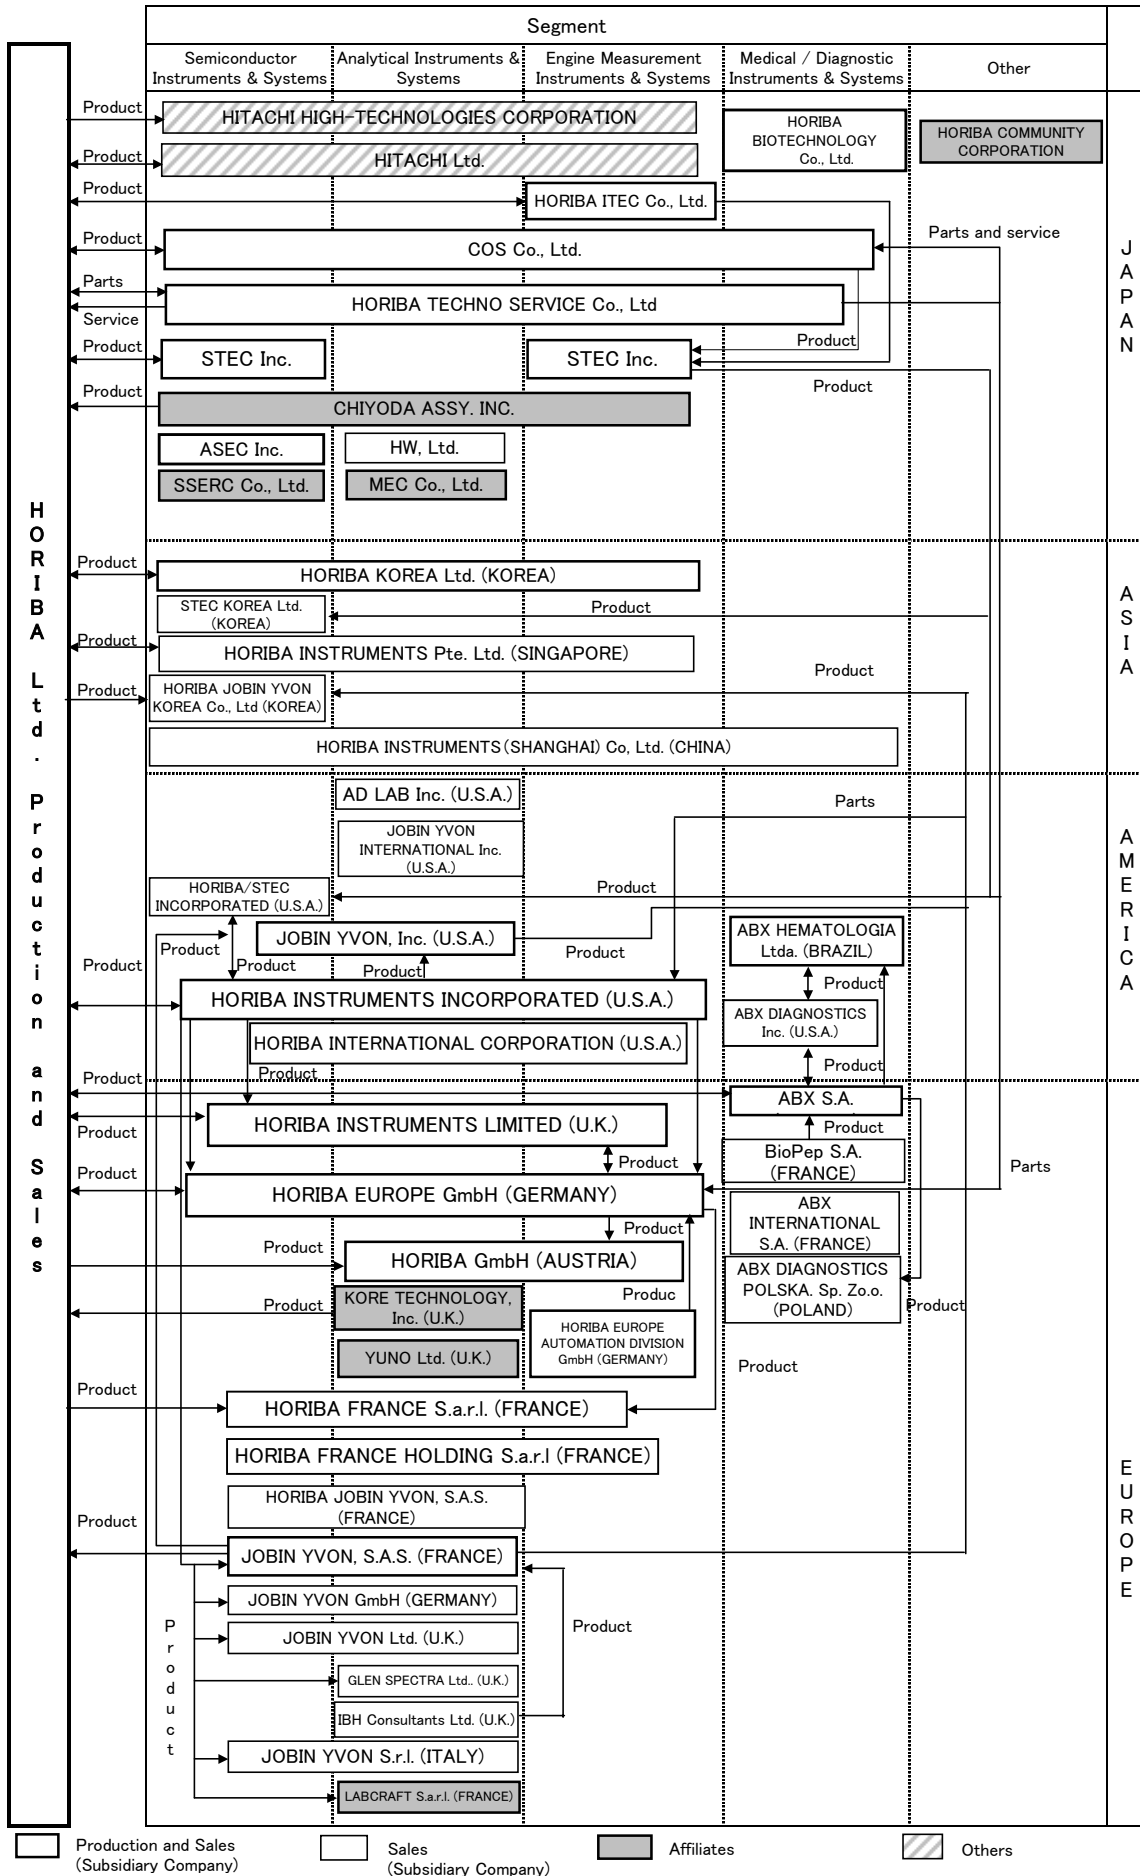 Segment
Semiconductor
Instruments & Systems
Analytical Instruments &
Systems
Engine Measurement
Instruments & Systems
Medical / Diagnostic
Instruments & Systems
Other
HORIBA Ltd. Production and Sales
JAPAN
Product
HITACHI HIGH-TECHNOLOGIES CORPORATION
HORIBA
BIOTECHNOLOGY
Co., Ltd.
HORIBA COMMUNITY
CORPORATION
Product
HITACHI Ltd.
Product
HORIBA ITEC Co., Ltd.
Product
COS Co., Ltd.
Parts and service
Parts
HORIBA TECHNO SERVICE Co., Ltd
Service
Product
Product
STEC Inc.
STEC Inc.
Product
Product
CHIYODA ASSY. INC.
ASEC Inc.
HW, Ltd.
SSERC Co., Ltd.
MEC Co., Ltd.
ASIA
Product
HORIBA KOREA Ltd. (KOREA)
STEC KOREA Ltd.
(KOREA)
Product
Product
HORIBA INSTRUMENTS Pte. Ltd. (SINGAPORE)
Product
HORIBA JOBIN YVON
KOREA Co., Ltd (KOREA)
Product
HORIBA INSTRUMENTS (SHANGHAI) Co, Ltd. (CHINA)
AMERICA
AD LAB Inc. (U.S.A.)
Parts
JOBIN YVON
INTERNATIONAL Inc.
(U.S.A.)
HORIBA/STEC
INCORPORATED (U.S.A.)
Product
Product
JOBIN YVON, Inc. (U.S.A.)
Product
ABX HEMATOLOGIA
Ltda. (BRAZIL)
Product
Product
Product
Product
HORIBA INSTRUMENTS INCORPORATED (U.S.A.)
ABX DIAGNOSTICS
Inc. (U.S.A.)
HORIBA INTERNATIONAL CORPORATION (U.S.A.)
Product
Product
Product
EUROPE
ABX S.A.
HORIBA INSTRUMENTS LIMITED (U.K.)
Product
Product
BioPep S.A.
(FRANCE)
Product
Product
Parts
HORIBA EUROPE GmbH (GERMANY)
ABX
INTERNATIONAL
S.A. (FRANCE)
Product
Product
HORIBA GmbH (AUSTRIA)
ABX DIAGNOSTICS
POLSKA. Sp. Zo.o.
(POLAND)
Product
Product
KORE TECHNOLOGY,
Inc. (U.K.)
Produc
HORIBA EUROPE
AUTOMATION DIVISION
GmbH (GERMANY)
YUNO Ltd. (U.K.)
Product
Product
HORIBA FRANCE S.a.r.l. (FRANCE)
HORIBA FRANCE HOLDING S.a.r.l (FRANCE)
HORIBA JOBIN YVON, S.A.S.
(FRANCE)
Product
JOBIN YVON, S.A.S. (FRANCE)
JOBIN YVON GmbH (GERMANY)
Product
Product
JOBIN YVON Ltd. (U.K.)
GLEN SPECTRA Ltd.. (U.K.)
IBH Consultants Ltd. (U.K.)
JOBIN YVON S.r.l. (ITALY)
LABCRAFT S.a.r.l. (FRANCE)
Production and Sales
(Subsidiary Company)
Sales
(Subsidiary Company)
Affiliates
Others